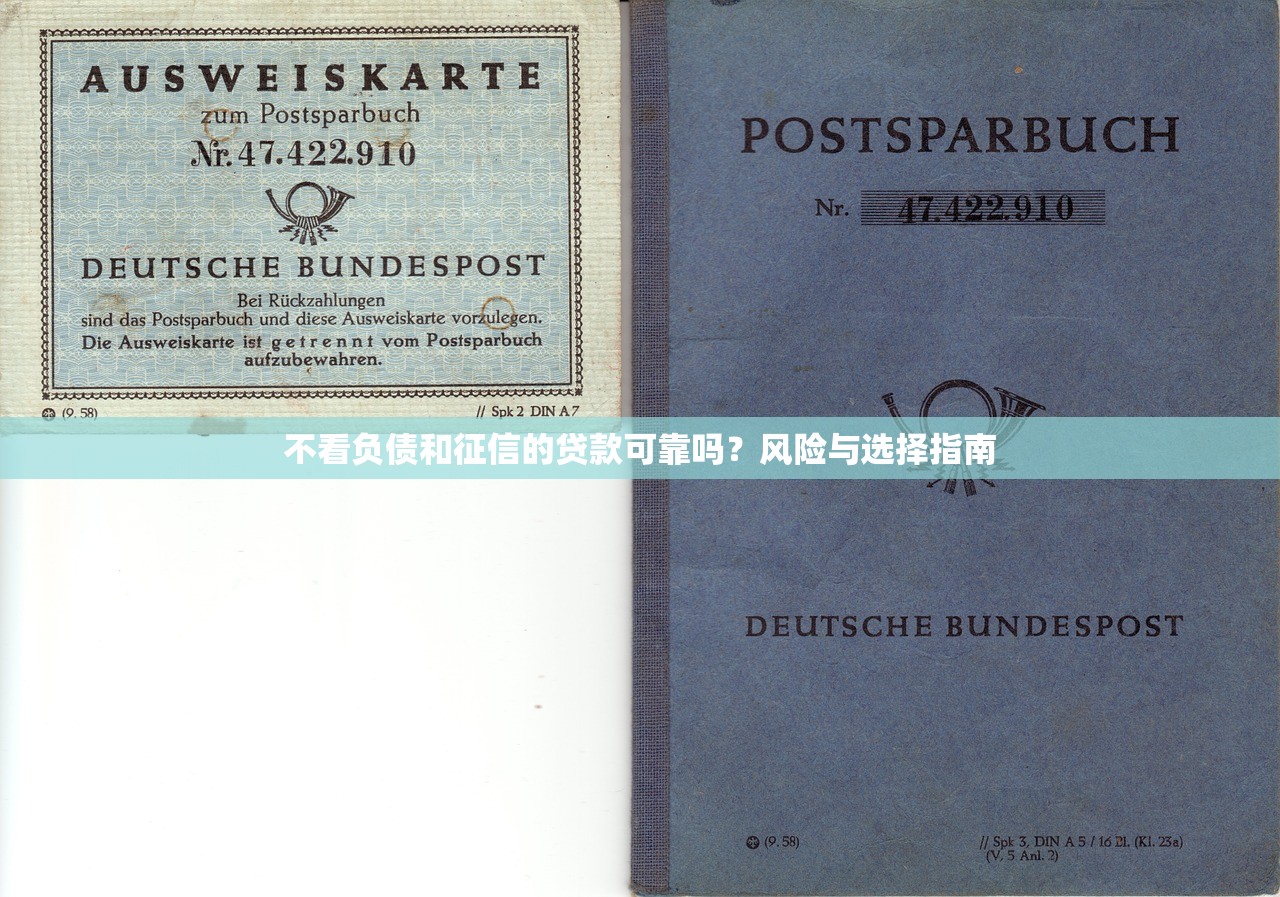 AUSWEISKARTE
zum Postsparbuch
Nr. 47.422.910
DEUTSCHE BUNDESPOST
Bei Rückzahlungen
sind das Postsparbuch und diese Ausweiskarte vorzulegen.
Die Ausweiskarte ist getrennt vom Postsparbuch
aufzubewahren.
(9. 58)
// Spk 2 DIN A 7
POSTSPARBUCH
Nr. 47.422.910
不看负债和征信的贷款可靠吗？风险与选择指南
DEUTSCHE BUNDESPOST
(9. 58)
// Spk 3, DIN A 5 / 16 Bl. (Kl. 23a)
(V, 5 Anl. 2)